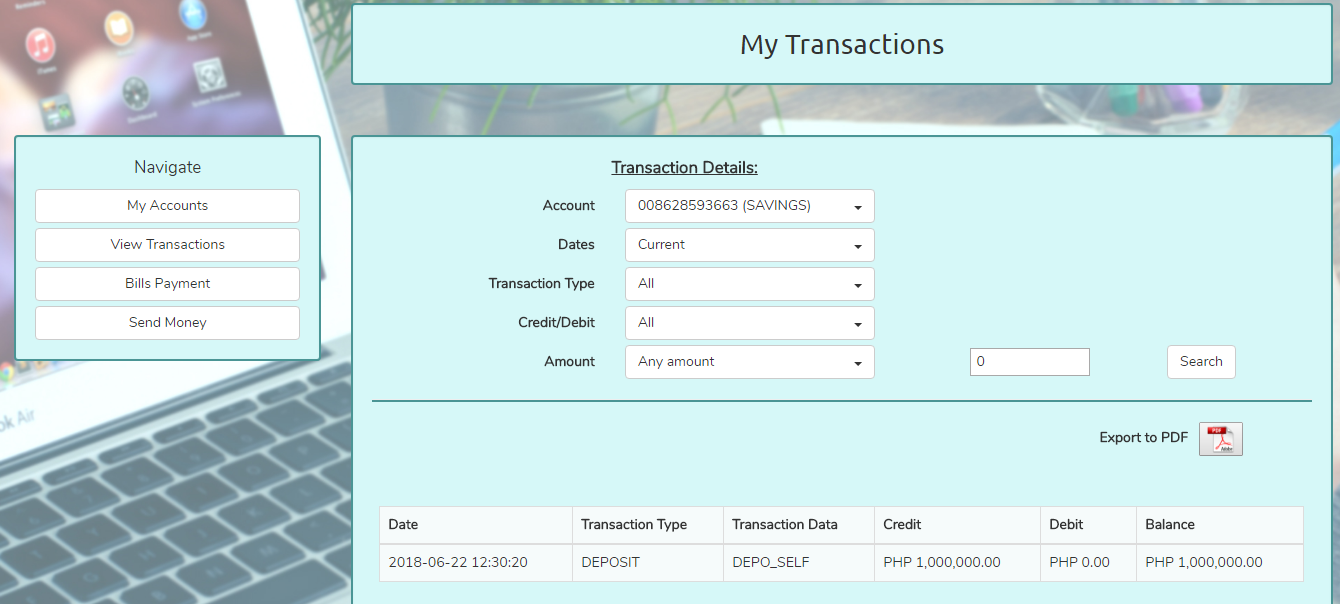 My Transactions
Navigate
My Accounts
View Transactions
Bills Payment
Send Money
Transaction Details:
Account 008628593663 (SAVINGS)
Dates Current
Transaction Type All
Credit/Debit All
Amount Any amount 0 Search
Export to PDF
Date Transaction Type Transaction Data Credit Debit Balance
2018-06-22 12:30:20 DEPOSIT DEPO_SELF PHP 1,000,000.00 PHP 0.00 PHP 1,000,000.00